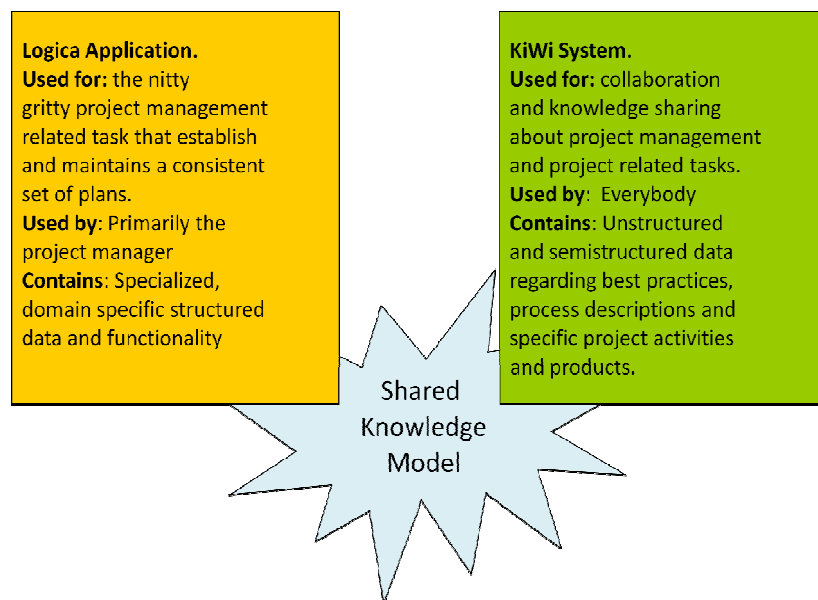 Logica Application.
Used for: the nitty
gritty project management
related task that establish
and maintains a consistent
set of plans.
Used by: Primarily the
project manager
Contains: Specialized,
domain specific structured
data and functionality
KiWi System.
Used for: collaboration
and knowledge sharing
about project management
and project related tasks.
Used by:  Everybody
Contains: Unstructured
and semistructured data
regarding best practices,
process descriptions and
specific project activities
and products.
Shared
Knowledge
Model